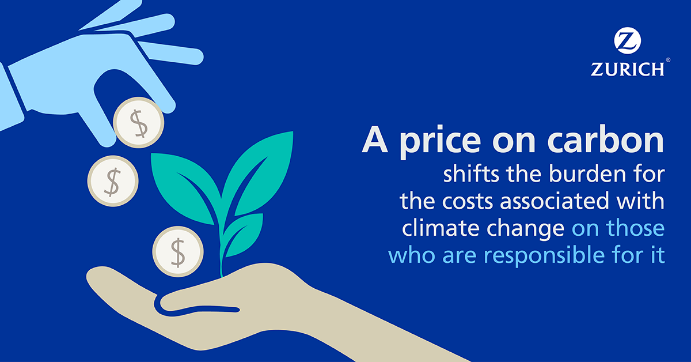 ZURICH®
A price on carbon
shifts the burden for
the costs associated with
climate change on those
who are responsible for it
$
$
$